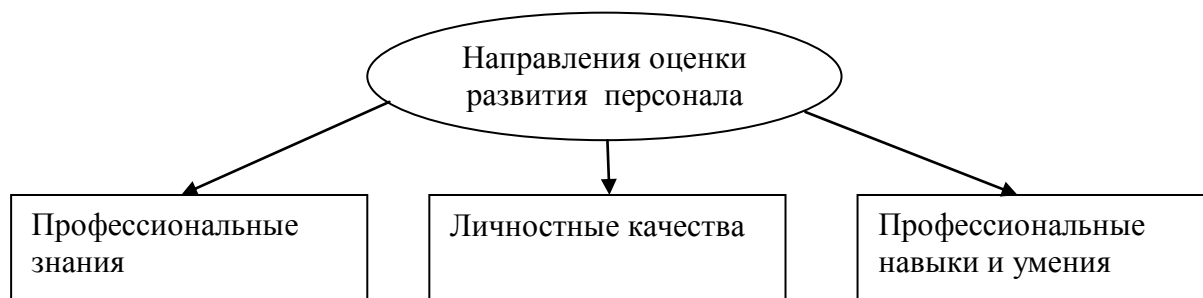 Направления оценки
развития персонала
Профессиональные
знания
Личностные качества
Профессиональные
навыки и умения